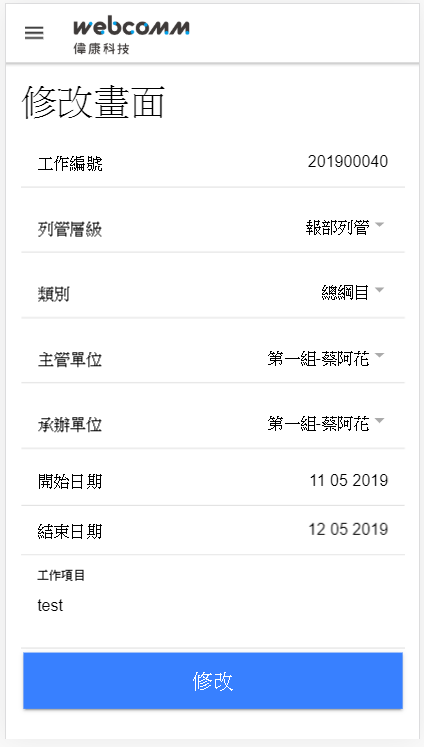 webcomm
偉康科技
修改畫面
工作編號 201900040
列管層級 報部列管
類別 總綱目
主管單位 第一組-蔡阿花
承辦單位 第一組-蔡阿花
開始日期 11 05 2019
結束日期 12 05 2019
工作項目
test
修改